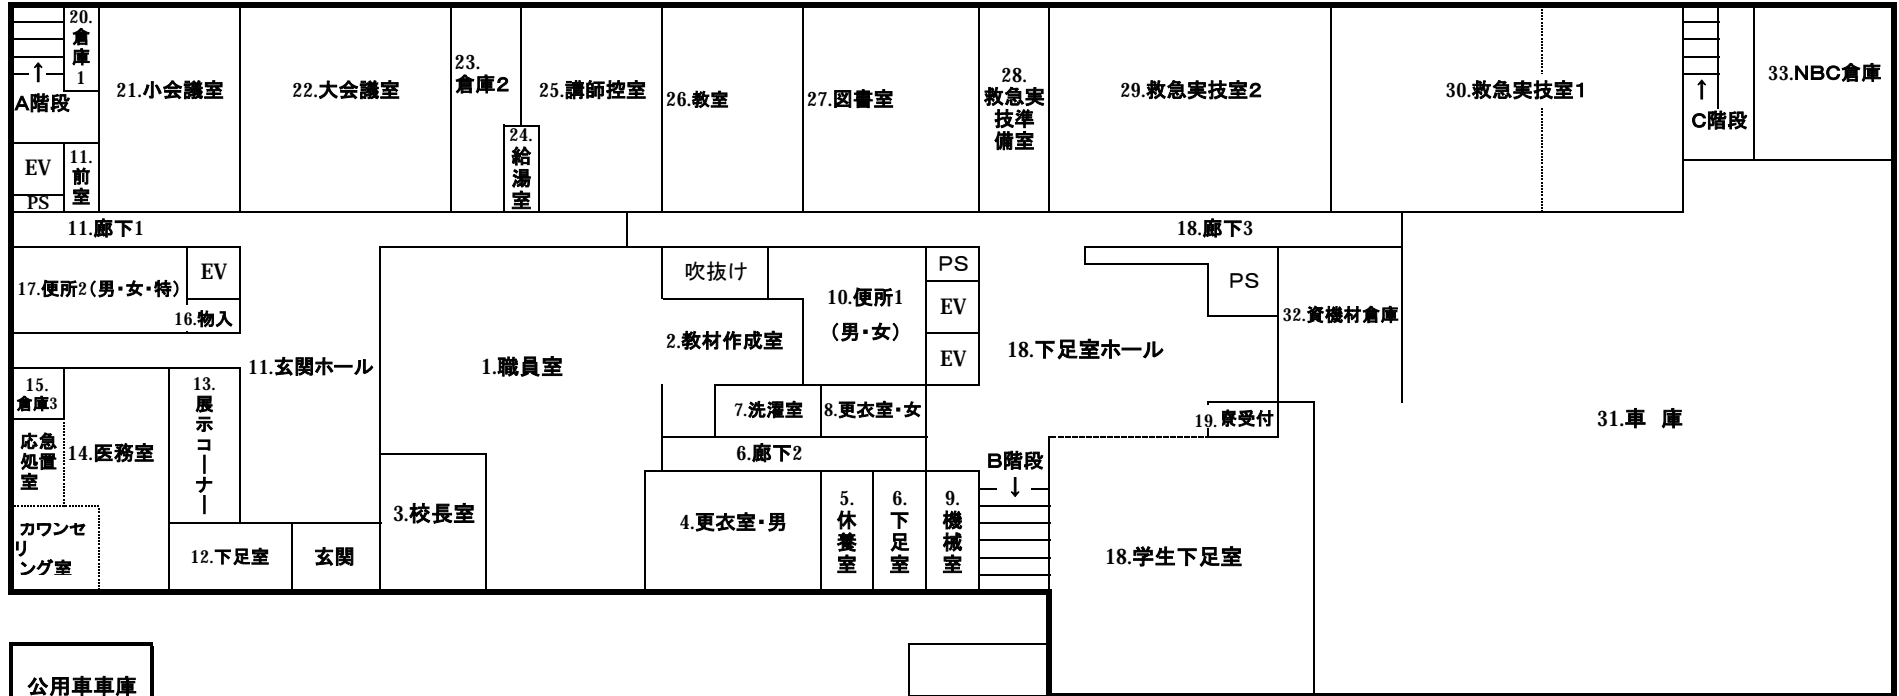 20.
倉
庫
1
↑
A階段
21.小会議室
22.大会議室
23.
倉庫2
24.
給
湯
室
25.講師控室
26.教室
27.図書室
28.
救急実
技準
備室
29.救急実技室2
30.救急実技室1
↑
C階段
33.NBC倉庫
EV
PS
11.
前
室
11.廊下1
18.廊下3
17.便所2(男・女・特)
EV
16.物入
吹抜け
10.便所1
(男・女)
PS
EV
EV
PS
32.資機材倉庫
2.教材作成室
18.下足室ホール
11.玄関ホール
1.職員室
15.
倉庫3
13.
展
示
コ
ー
ナ
ー
7.洗濯室
8.更衣室・女
19.寮受付
31.車 庫
応急
処置
室
14.医務室
6.廊下2
B階段
↓
3.校長室
4.更衣室・男
5.
休
養
室
6.
下
足
室
9.
機
械
室
カウンセ
リ
ング室
12.下足室
玄関
18.学生下足室
公用車車庫